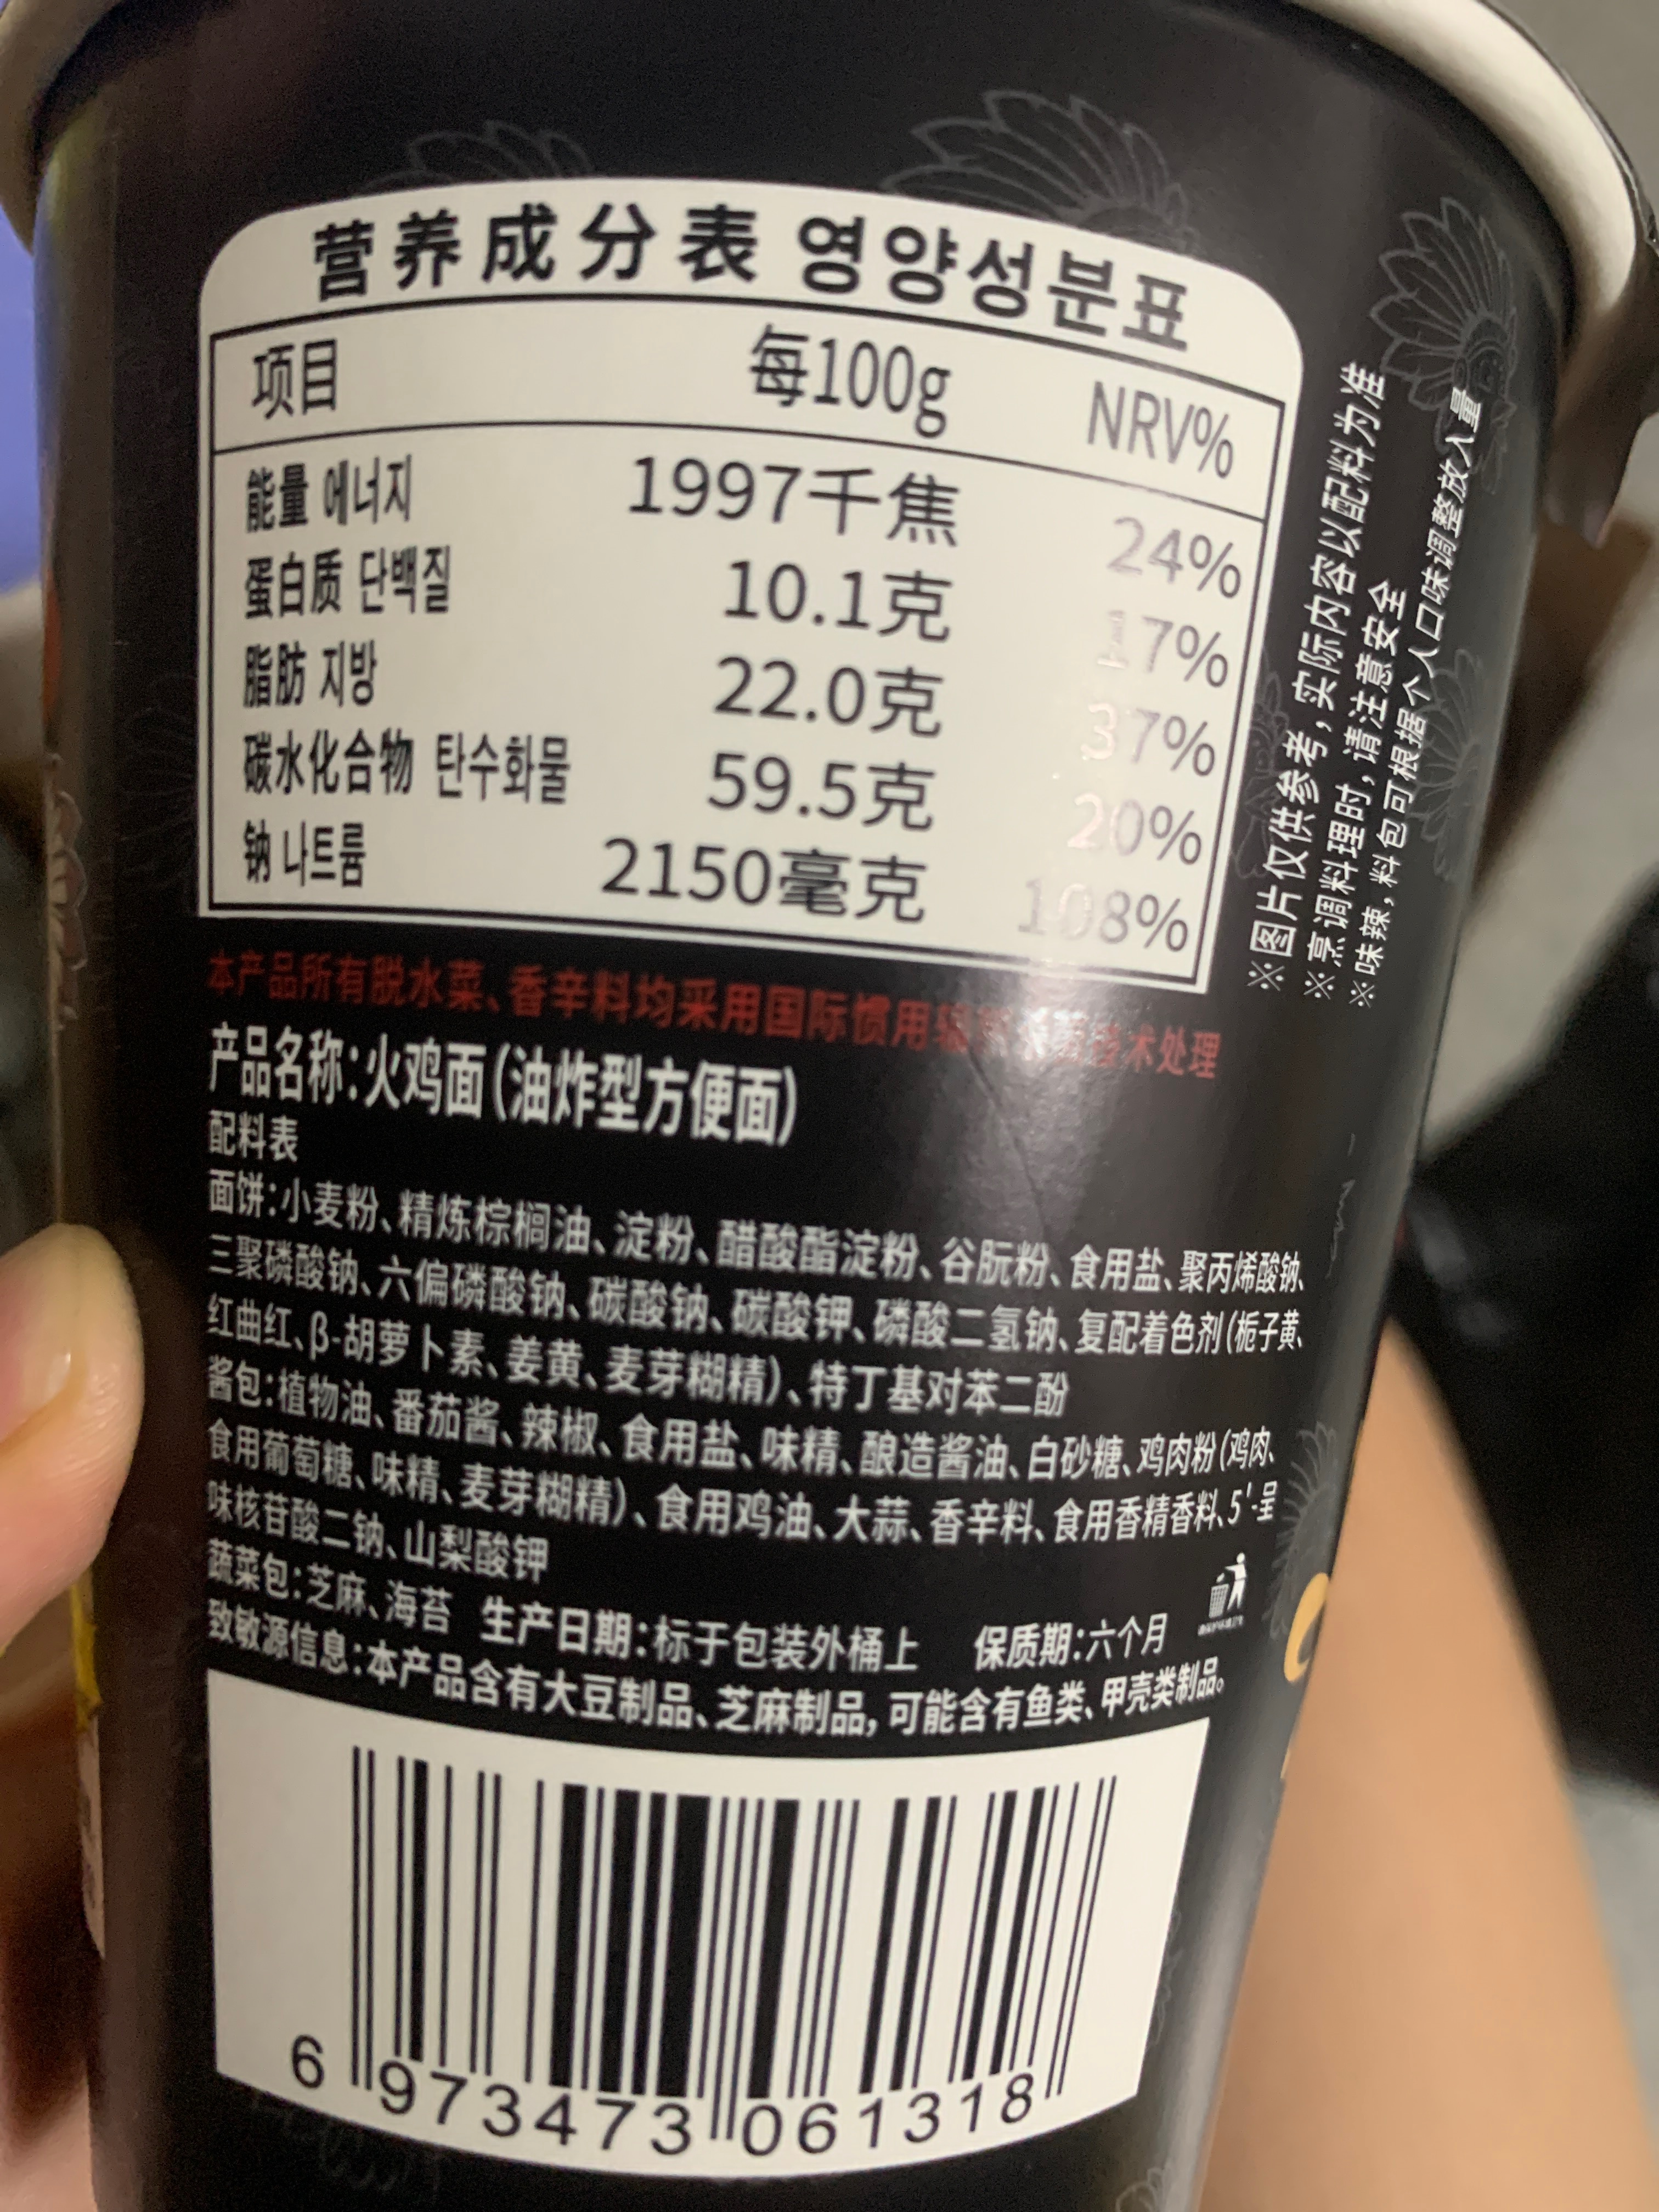 营养成分表 영양성분표
项目 每100g NRV%
能量 에너지 1997千焦 24%
蛋白质 단백질 10.1克 17%
脂肪 지방 22.0克 37%
碳水化合物 탄수화물 59.5克 20%
钠 나트륨 2150毫克 108%
※图片仅供参考,实际内容以配料为准
※烹调料理时,请注意安全
※味辣,料包可根据个人口味调整放入量
本产品所有脱水菜、香辛料均采用国际惯用辐 技术处理
产品名称:火鸡面(油炸型方便面)
配料表
面饼:小麦粉、精炼棕榈油、淀粉、醋酸酯淀粉、谷朊粉、食用盐、聚丙烯酸钠、
三聚磷酸钠、六偏磷酸钠、碳酸钠、碳酸钾、磷酸二氢钠、复配着色剂(栀子黄、
红曲红、β-胡萝卜素、姜黄、麦芽糊精)、特丁基对苯二酚
酱包:植物油、番茄酱、辣椒、食用盐、味精、酿造酱油、白砂糖、鸡肉粉(鸡肉、
食用葡萄糖、味精、麦芽糊精)、食用鸡油、大蒜、香辛料、食用香精香料、5'-呈
味核苷酸二钠、山梨酸钾
蔬菜包:芝麻、海苔 生产日期:标于包装外桶上 保质期:六个月
致敏源信息:本产品含有大豆制品、芝麻制品,可能含有鱼类、甲壳类制品。
6 973473 061318